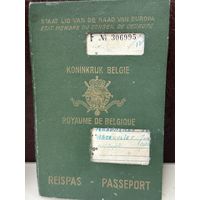 STAAT LID VAN DE RAAD VAN EUROPA
ETAT MEMBRE DU CONSEIL DE L'EUROPE
F № 306995
KONINKRIJK BELGIE
ROYAUME DE BELGIQUE
REISPAS - PASSEPORT